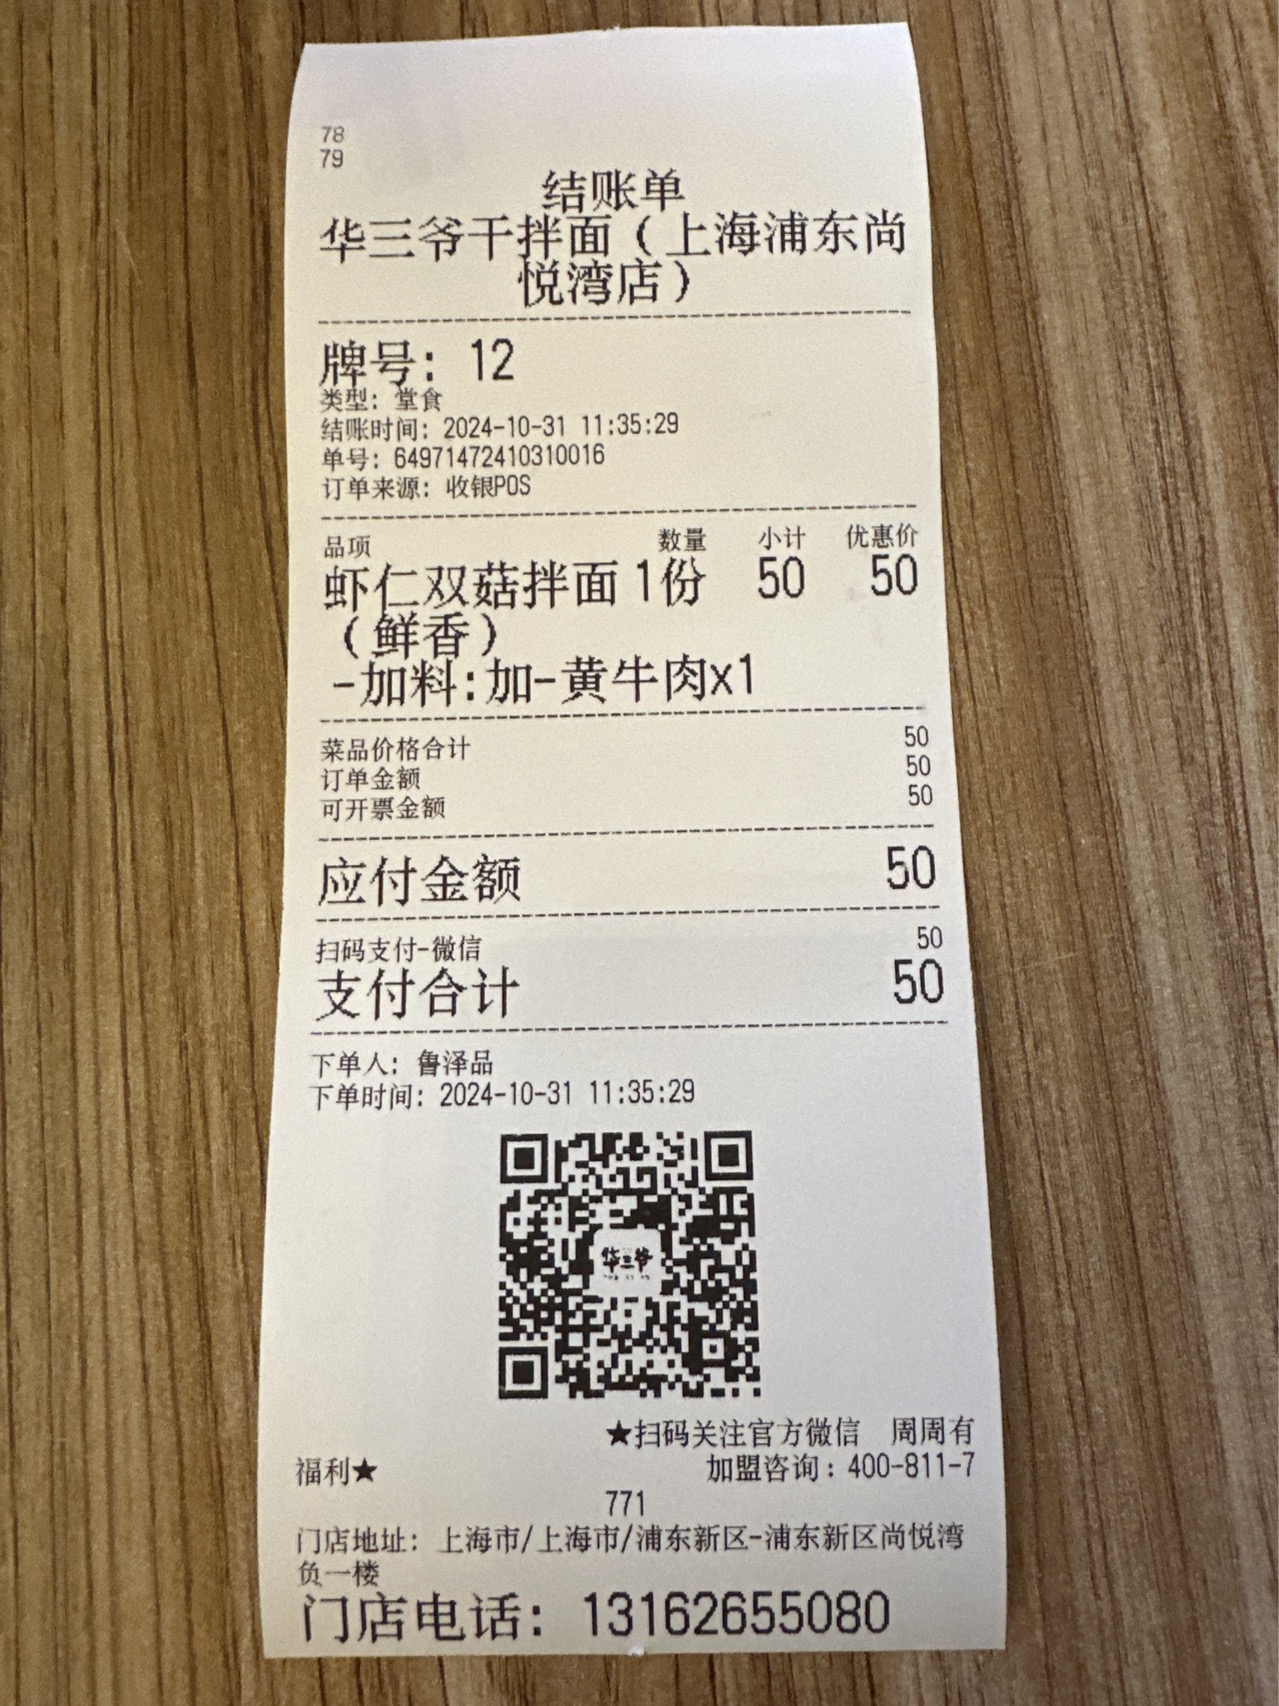 78
79
结账单
华三爷干拌面（上海浦东尚
悦湾店）
牌号：12
类型：堂食
结账时间：2024-10-31 11:35:29
单号：64971472410310016
订单来源：收银POS
品项 数量 小计 优惠价
虾仁双菇拌面 1份 50 50
（鲜香）
-加料:加-黄牛肉x1
菜品价格合计 50
订单金额 50
可开票金额 50
应付金额 50
扫码支付-微信 50
支付合计 50
下单人：鲁泽品
下单时间：2024-10-31 11:35:29
华三爷
★扫码关注官方微信 周周有
福利★ 加盟咨询：400-811-7
771
门店地址：上海市/上海市/浦东新区-浦东新区尚悦湾
负一楼
门店电话：13162655080